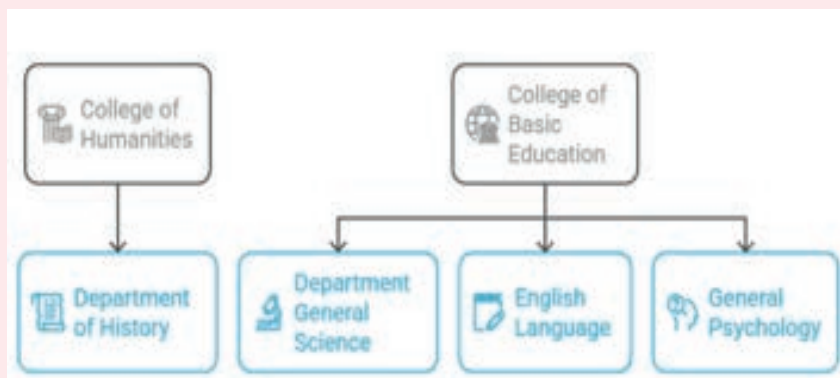 College of
Humanities
College of
Basic
Education
Department
of History
Department
General
Science
English
Language
General
Psychology